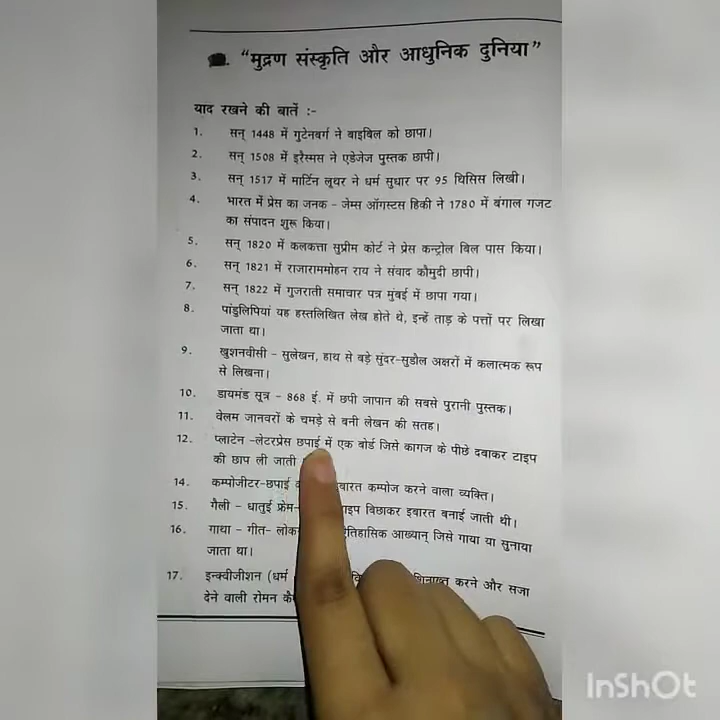 "मुद्रण संस्कृति और आधुनिक दुनिया"
याद रखने की बातें :-
1. सन् 1448 में गुटेनबर्ग ने बाइबिल को छापा।
2. सन् 1508 में इरैस्मस ने एडेजेज पुस्तक छापी।
3. सन् 1517 में मार्टिन लूथर ने धर्म सुधार पर 95 थिसिस लिखी।
4. भारत में प्रेस का जनक - जेम्स ऑगस्टस हिकी ने 1780 में बंगाल गजट
का संपादन शुरू किया।
5. सन् 1820 में कलकत्ता सुप्रीम कोर्ट ने प्रेस कन्ट्रोल बिल पास किया।
6. सन् 1821 में राजाराममोहन राय ने संवाद कौमुदी छापी।
7. सन् 1822 में गुजराती समाचार पत्र मुंबई में छापा गया।
8. पांडुलिपियां यह हस्तलिखित लेख होते थे, इन्हें ताड़ के पत्तों पर लिखा
जाता था।
9. खुशनवीसी - सुलेखन, हाथ से बड़े सुंदर-सुडौल अक्षरों में कलात्मक रूप
से लिखना।
10. डायमंड सूत्र - 868 ई. में छपी जापान की सबसे पुरानी पुस्तक।
11. वेलम जानवरों के चमड़े से बनी लेखन की सतह।
12. प्लाटेन -लेटरप्रेस छपाई में एक बोर्ड जिसे कागज के पीछे दबाकर टाइप
की छाप ली जाती
14. कम्पोजीटर-छपाई इबारत कम्पोज करने वाला व्यक्ति।
15. गैली - धातुई फ्रेम- टाइप बिछाकर इबारत बनाई जाती थी।
16. गाथा - गीत- ऐतिहासिक आख्यान् जिसे गाया या सुनाया
जाता था।
17. इन्क्वीजीशन (धर्म शिनाख्त करने और सजा
देने वाली रोमन
InShOt